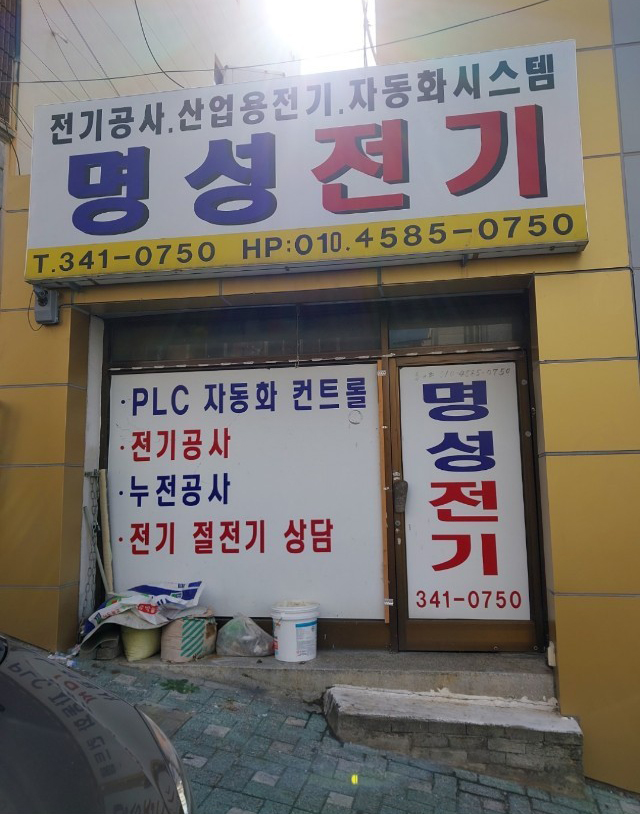 전기공사.산업용전기.자동화시스템
명성전기
T.341-0750 HP:010.4585-0750
·PLC 자동화 컨트롤
·전기공사
·누전공사
·전기 절전기 상담
명
성
전
기
341-0750